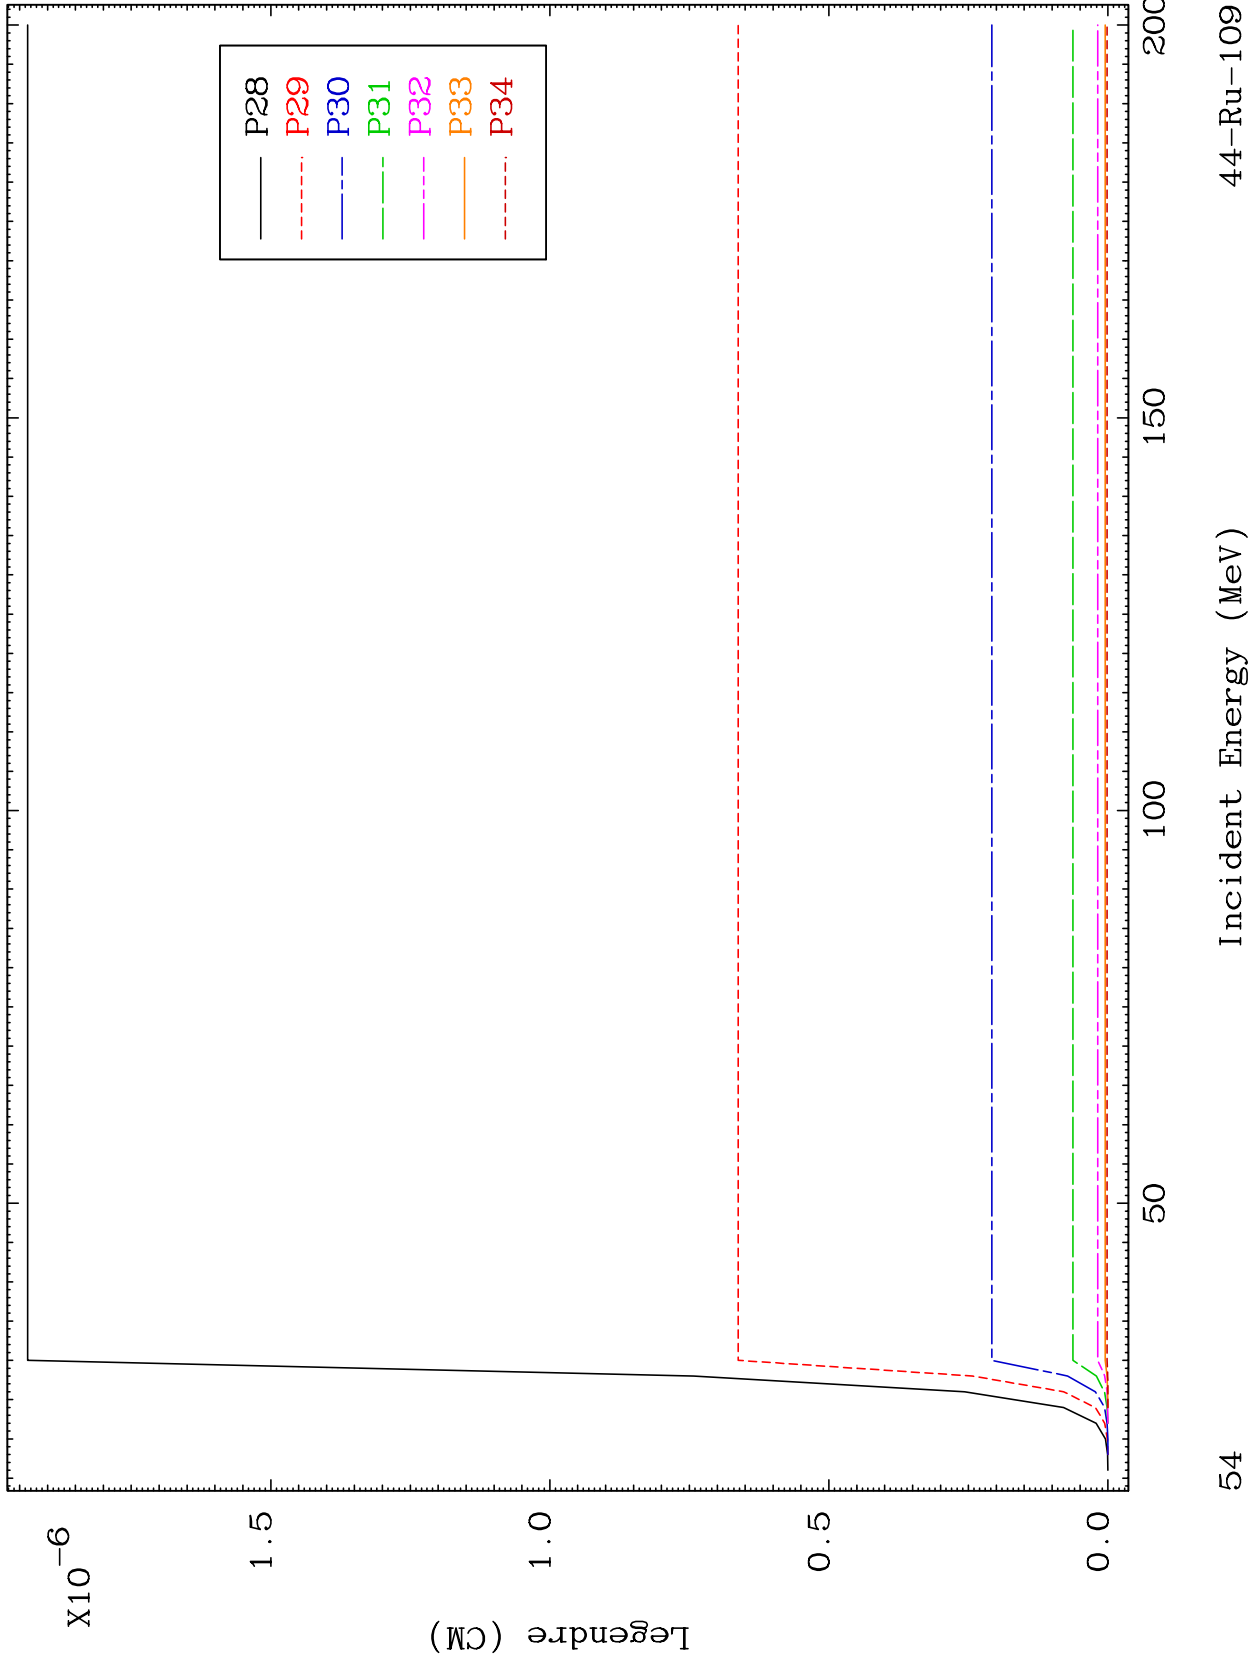 X10-6
1.5
1.0
0.5
0.0
Legendre (CM)
P28
P29
P30
P31
P32
P33
P34
50
100
150
200
Incident Energy (MeV)
54
44-Ru-109